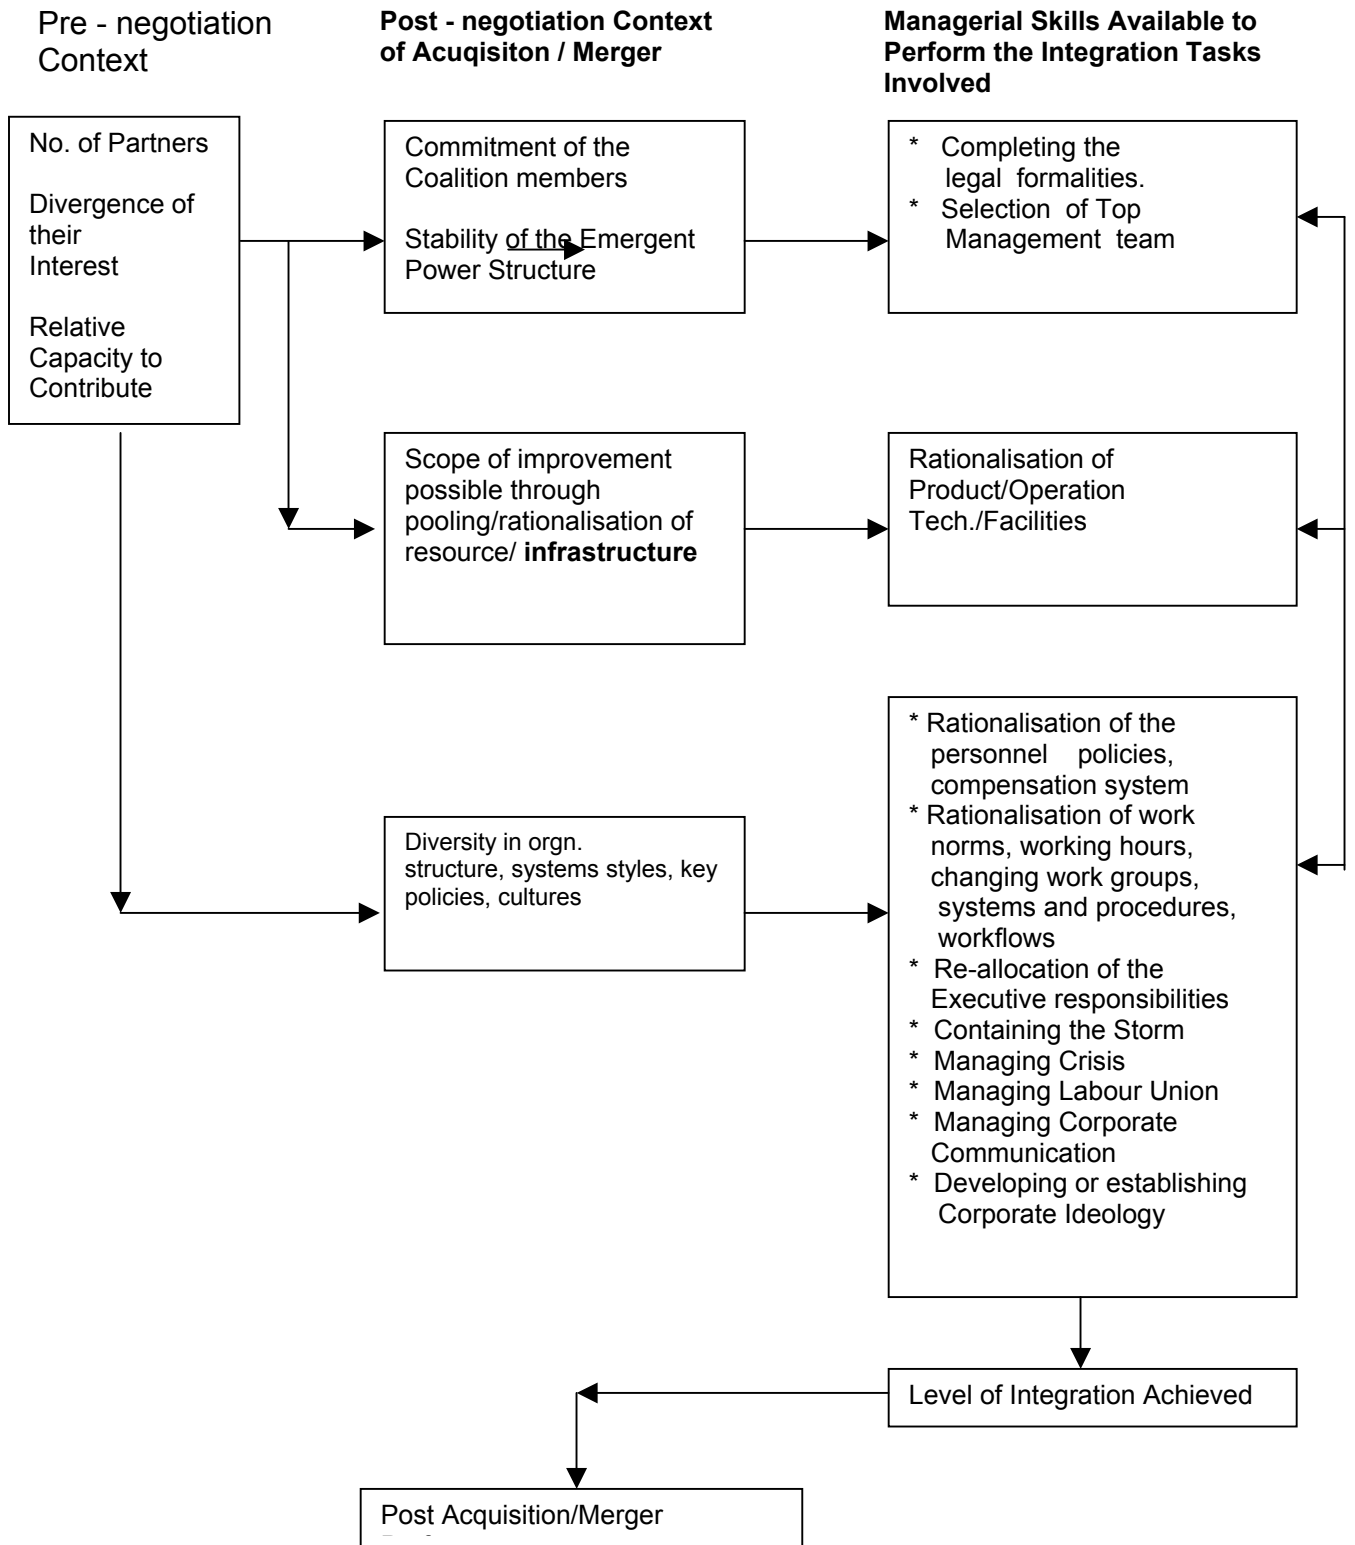 Pre - negotiation
Context
Post - negotiation Context
of Acuqisiton / Merger
Managerial Skills Available to
Perform the Integration Tasks
Involved
No. of Partners
Divergence of
their
Interest
Relative
Capacity to
Contribute
Commitment of the
Coalition members
Stability of the Emergent
Power Structure
* Completing the
legal formalities.
* Selection of Top
Management team
Scope of improvement
possible through
pooling/rationalisation of
resource/ infrastructure
Rationalisation of
Product/Operation
Tech./Facilities
Diversity in orgn.
structure, systems styles, key
policies, cultures
* Rationalisation of the
personnel policies,
compensation system
* Rationalisation of work
norms, working hours,
changing work groups,
systems and procedures,
workflows
* Re-allocation of the
Executive responsibilities
* Containing the Storm
* Managing Crisis
* Managing Labour Union
* Managing Corporate
Communication
* Developing or establishing
Corporate Ideology
Level of Integration Achieved
Post Acquisition/Merger